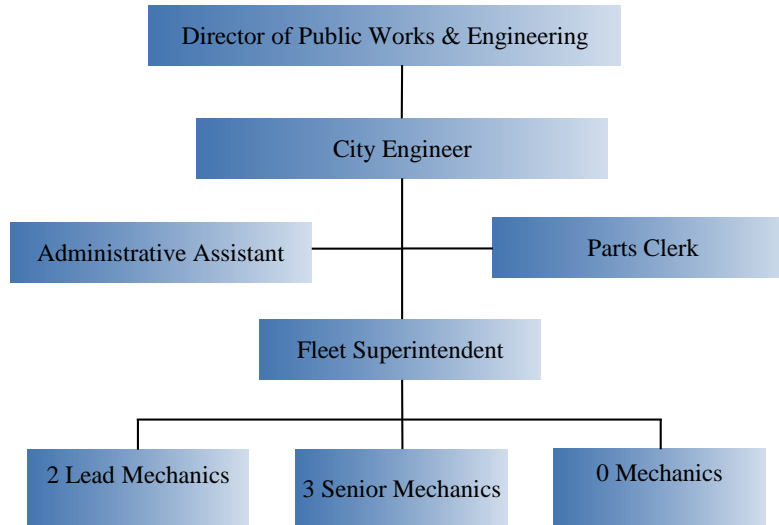 Director of Public Works & Engineering
City Engineer
Administrative Assistant
Parts Clerk
Fleet Superintendent
2 Lead Mechanics
3 Senior Mechanics
0 Mechanics